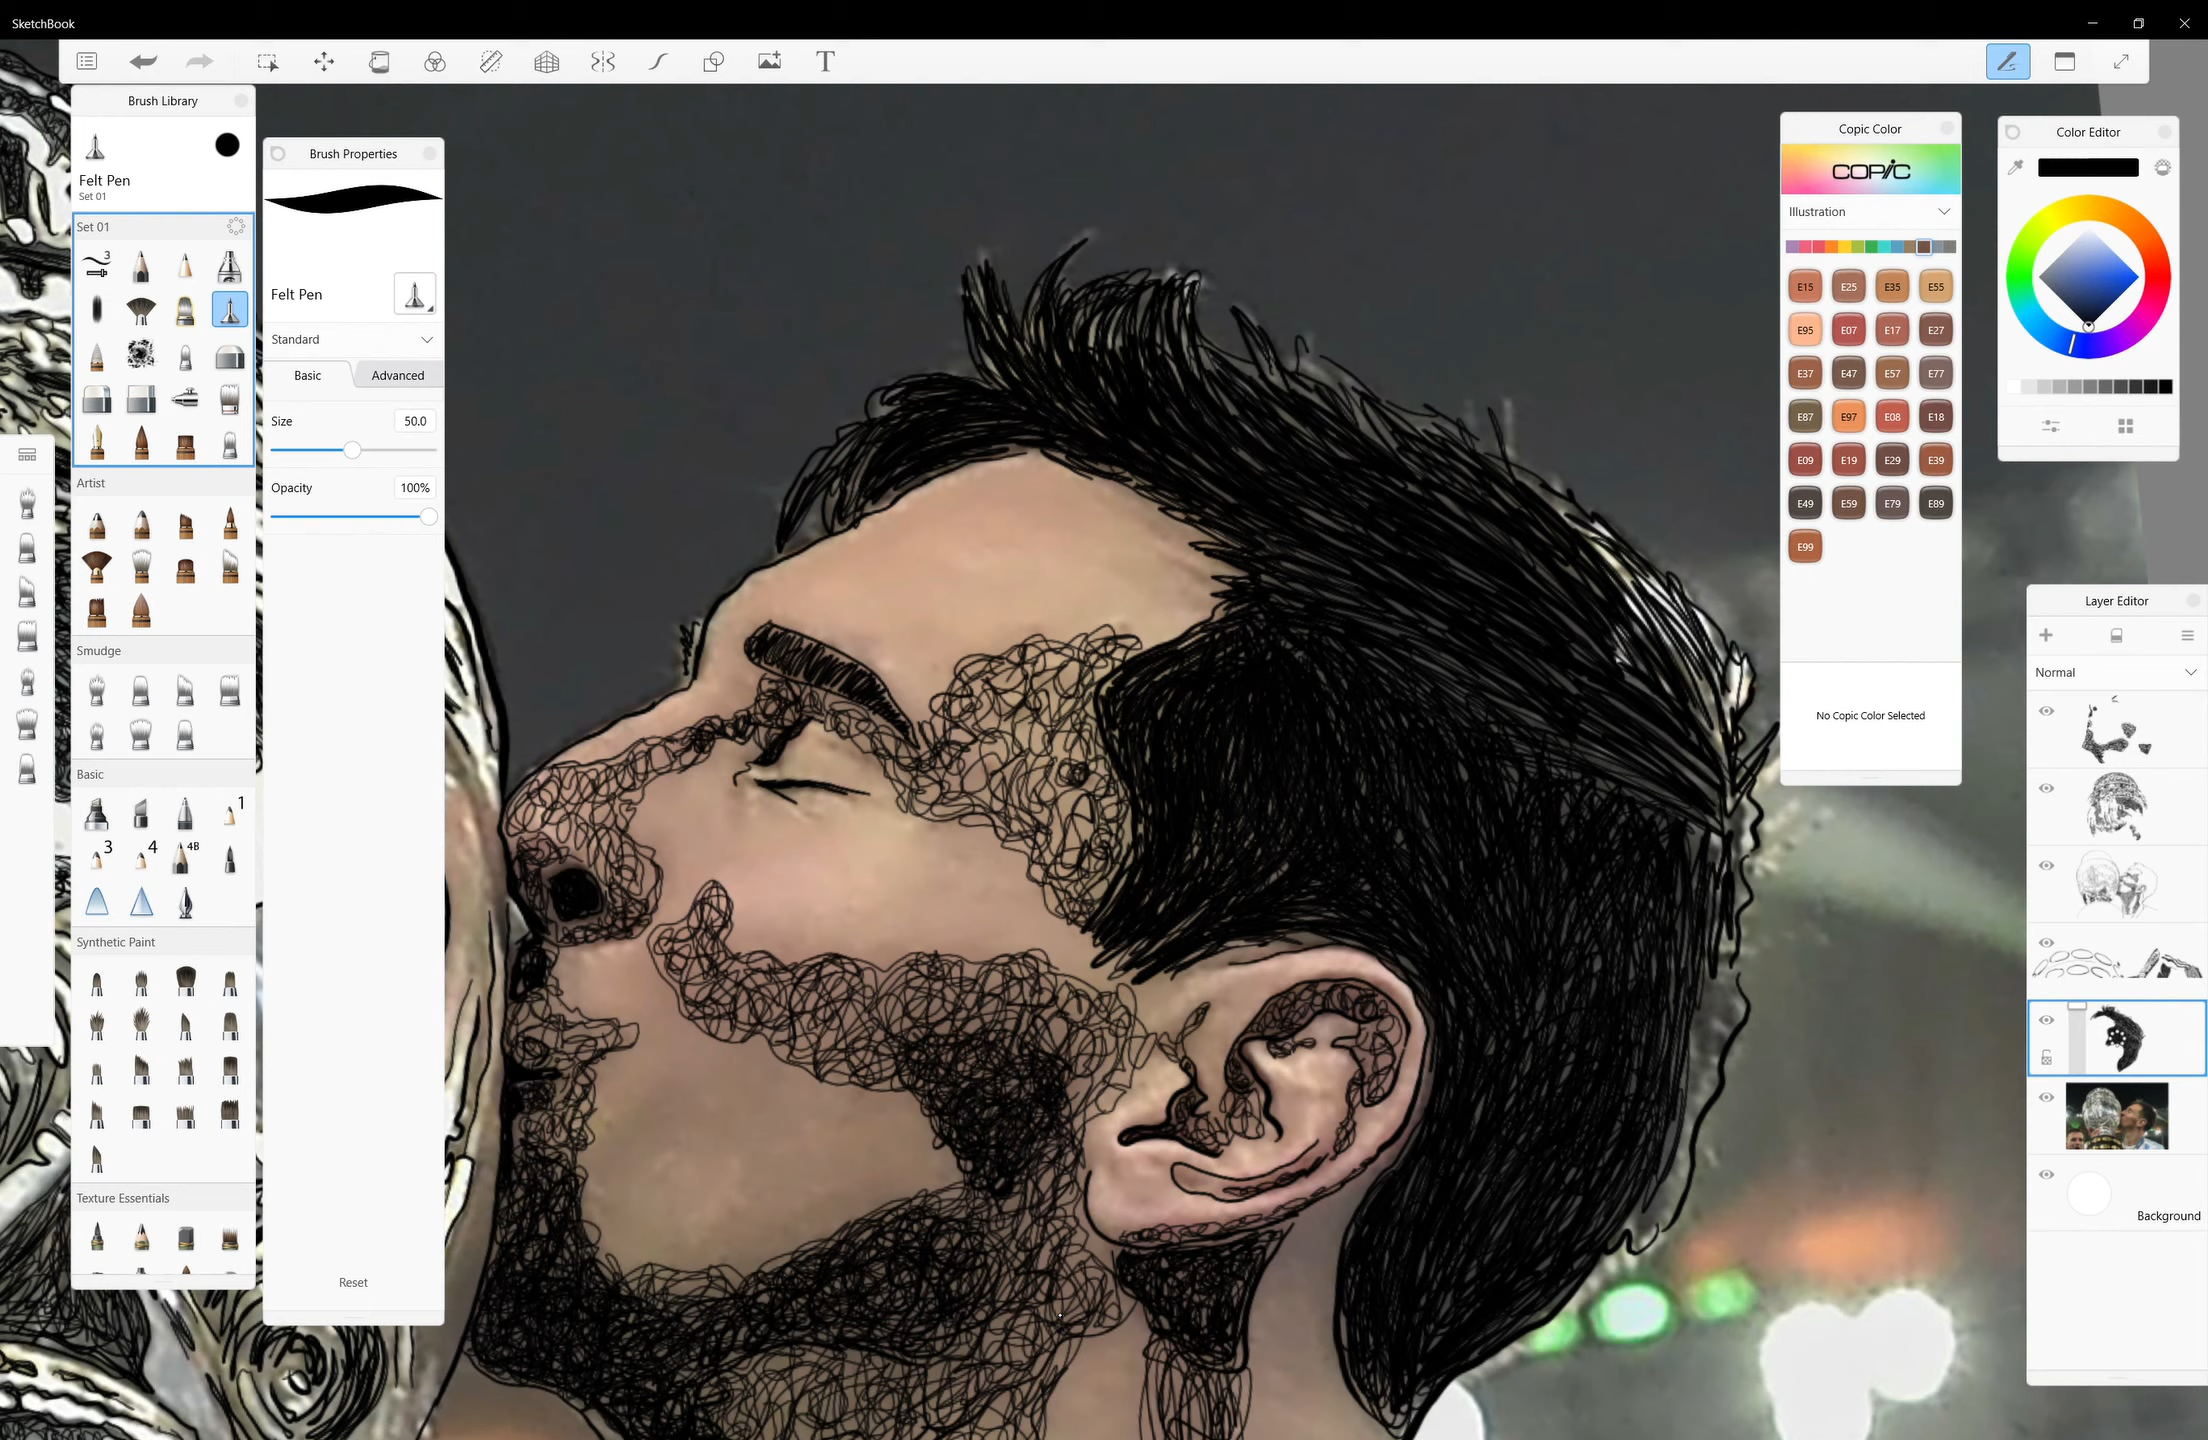 SketchBook
Brush Library
Felt Pen
Set 01
Set 01
3
Artist
Smudge
Basic
1
3
4
4B
Synthetic Paint
Texture Essentials
Brush Properties
Felt Pen
Standard
Basic
Advanced
Size
50.0
Opacity
100%
Reset
T
Copic Color
COPIC
Illustration
E15
E25
E35
E55
E95
E07
E17
E27
E37
E47
E57
E77
E87
E97
E08
E18
E09
E19
E29
E39
E49
E59
E79
E89
E99
No Copic Color Selected
Color Editor
Layer Editor
Normal
Background